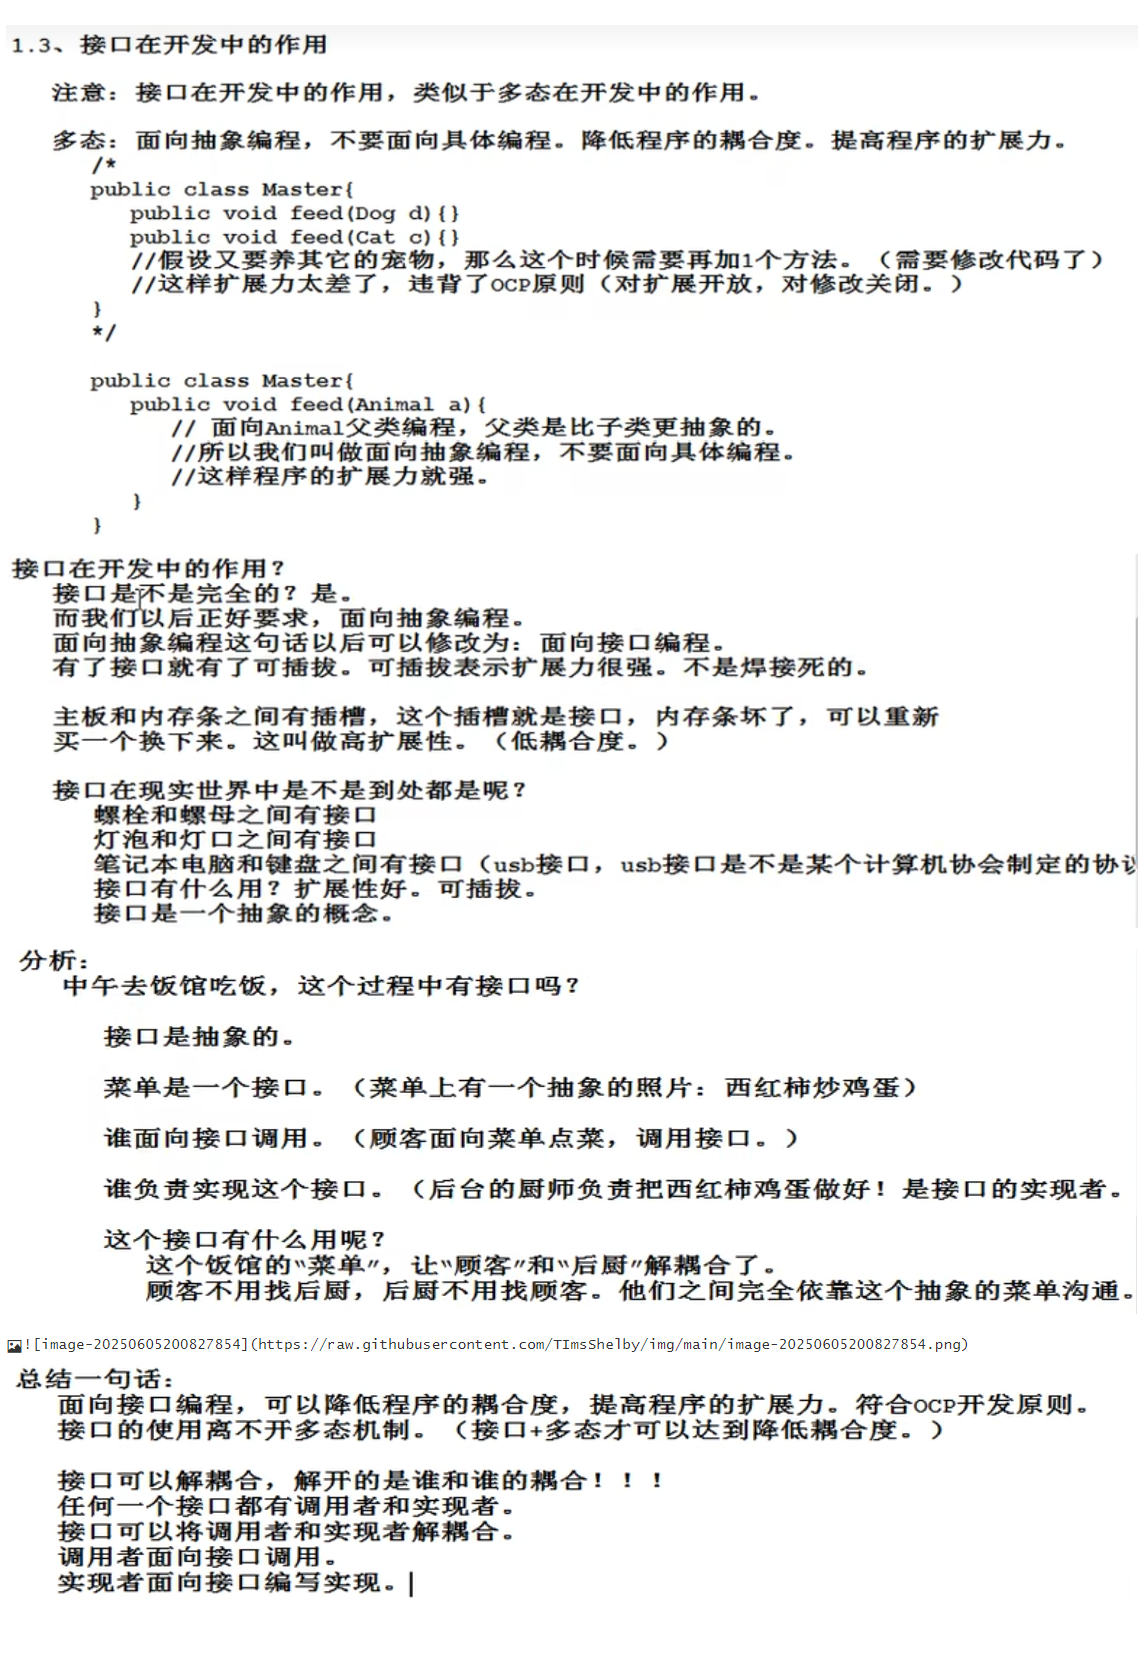 1.3、接口在开发中的作用
注意：接口在开发中的作用，类似于多态在开发中的作用。
多态：面向抽象编程，不要面向具体编程。降低程序的耦合度。提高程序的扩展力。
/*
public class Master{
public void feed(Dog d){}
public void feed(Cat c){}
//假设又要养其它的宠物，那么这个时候需要再加1个方法。（需要修改代码了）
//这样扩展力太差了，违背了OCP原则（对扩展开放，对修改关闭。）
}
*/
public class Master{
public void feed(Animal a){
// 面向Animal父类编程，父类是比子类更抽象的。
//所以我们叫做面向抽象编程，不要面向具体编程。
//这样程序的扩展力就强。
}
}
接口在开发中的作用？
接口是不是完全的？是。
而我们以后正好要求，面向抽象编程。
面向抽象编程这句话以后可以修改为：面向接口编程。
有了接口就有了可插拔。可插拔表示扩展力很强。不是焊接死的。
主板和内存条之间有插槽，这个插槽就是接口，内存条坏了，可以重新
买一个换下来。这叫做高扩展性。（低耦合度。）
接口在现实世界中是不是到处都是呢？
螺栓和螺母之间有接口
灯泡和灯口之间有接口
笔记本电脑和键盘之间有接口（usb接口，usb接口是不是某个计算机协会制定的协议
接口有什么用？扩展性好。可插拔。
接口是一个抽象的概念。
分析：
中午去饭馆吃饭，这个过程中有接口吗？
接口是抽象的。
菜单是一个接口。（菜单上有一个抽象的照片：西红柿炒鸡蛋）
谁面向接口调用。（顾客面向菜单点菜，调用接口。）
谁负责实现这个接口。（后台的厨师负责把西红柿鸡蛋做好！是接口的实现者。
这个接口有什么用呢？
这个饭馆的“菜单”，让“顾客”和“后厨”解耦合了。
顾客不用找后厨，后厨不用找顾客。他们之间完全依靠这个抽象的菜单沟通。
![image-20250605200827854](https://raw.githubusercontent.com/TImsShelby/img/main/image-20250605200827854.png)
总结一句话：
面向接口编程，可以降低程序的耦合度，提高程序的扩展力。符合OCP开发原则。
接口的使用离不开多态机制。（接口+多态才可以达到降低耦合度。）
接口可以解耦合，解开的是谁和谁的耦合！！！
任何一个接口都有调用者和实现者。
接口可以将调用者和实现者解耦合。
调用者面向接口调用。
实现者面向接口编写实现。